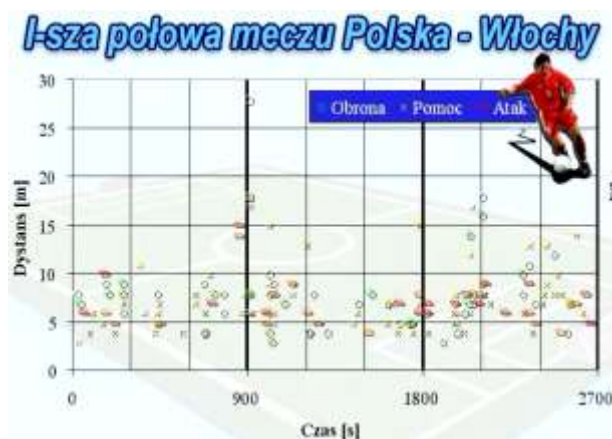 I-sza połowa meczu Polska - Włochy
30
Obrona Pomoc Atak
25
20
15
10
5
0
Dystans [m]
0 900 1800 2700
Czas [s]